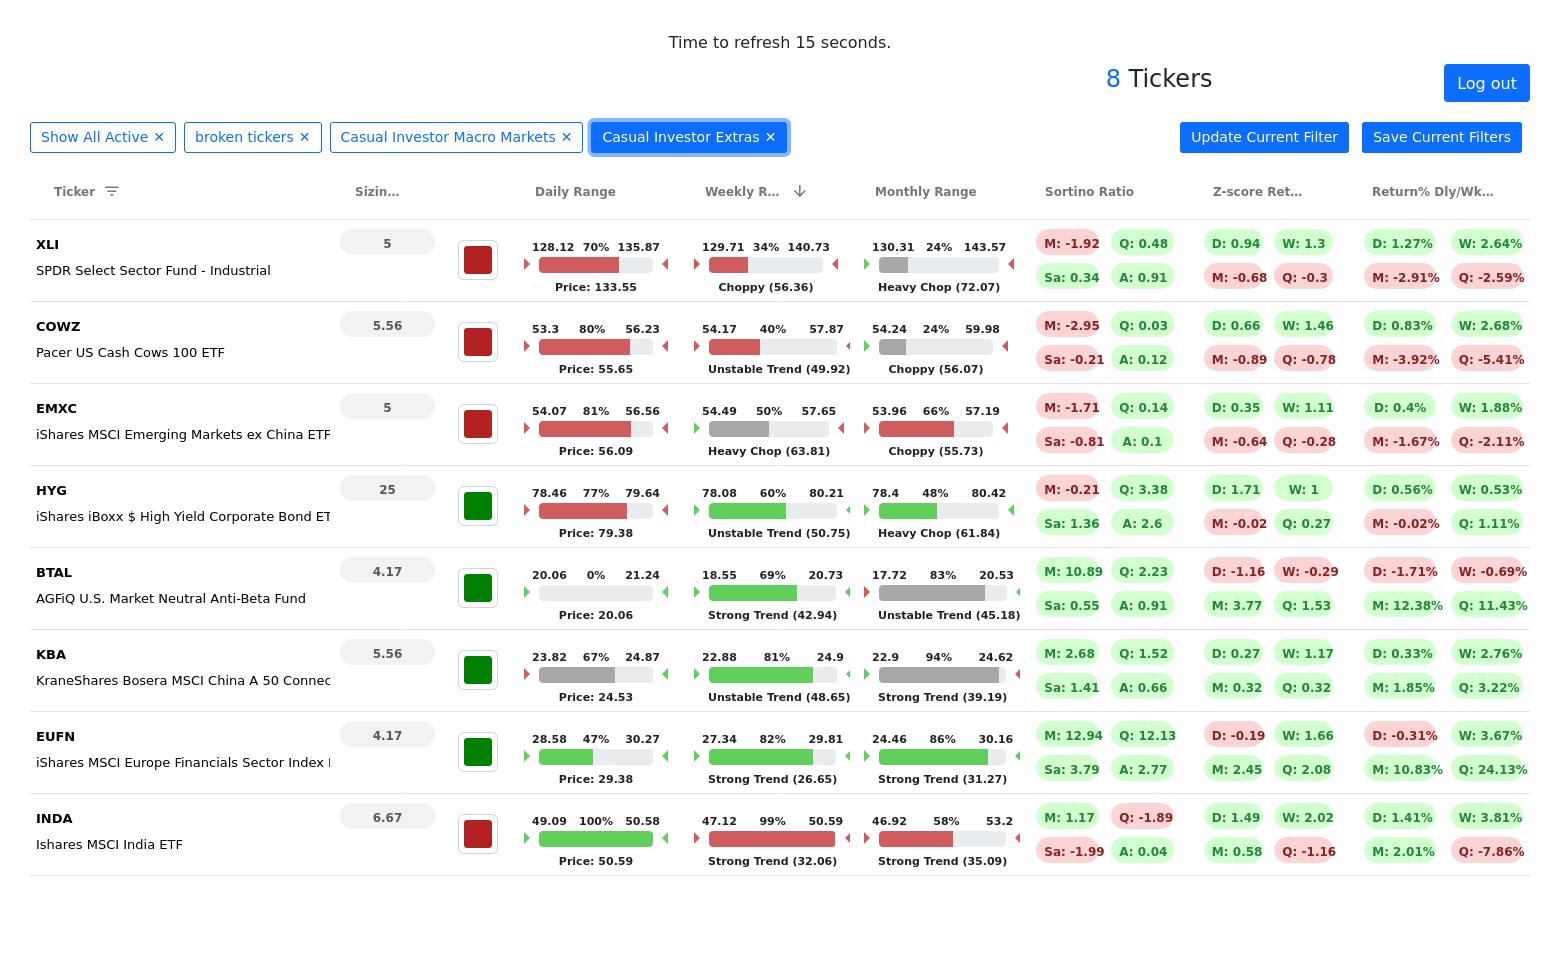 Time to refresh 15 seconds.
8 Tickers
Log out
Show All Active ✕ broken tickers ✕ Casual Investor Macro Markets ✕ Casual Investor Extras ✕ Update Current Filter Save Current Filters
Ticker Sizin... Daily Range Weekly R... Monthly Range Sortino Ratio Z-score Ret... Return% Dly/Wk...
XLI 5 128.12 70% 135.87 129.71 34% 140.73 130.31 24% 143.57 M: -1.92 Q: 0.48 D: 0.94 W: 1.3 D: 1.27% W: 2.64%
SPDR Select Sector Fund - Industrial Sa: 0.34 A: 0.91 M: -0.68 Q: -0.3 M: -2.91% Q: -2.59%
Price: 133.55 Choppy (56.36) Heavy Chop (72.07)
COWZ 5.56 53.3 80% 56.23 54.17 40% 57.87 54.24 24% 59.98 M: -2.95 Q: 0.03 D: 0.66 W: 1.46 D: 0.83% W: 2.68%
Pacer US Cash Cows 100 ETF Sa: -0.21 A: 0.12 M: -0.89 Q: -0.78 M: -3.92% Q: -5.41%
Price: 55.65 Unstable Trend (49.92) Choppy (56.07)
EMXC 5 54.07 81% 56.56 54.49 50% 57.65 53.96 66% 57.19 M: -1.71 Q: 0.14 D: 0.35 W: 1.11 D: 0.4% W: 1.88%
iShares MSCI Emerging Markets ex China ETF Sa: -0.81 A: 0.1 M: -0.64 Q: -0.28 M: -1.67% Q: -2.11%
Price: 56.09 Heavy Chop (63.81) Choppy (55.73)
HYG 25 78.46 77% 79.64 78.08 60% 80.21 78.4 48% 80.42 M: -0.21 Q: 3.38 D: 1.71 W: 1 D: 0.56% W: 0.53%
iShares iBoxx $ High Yield Corporate Bond ET Sa: 1.36 A: 2.6 M: -0.02 Q: 0.27 M: -0.02% Q: 1.11%
Price: 79.38 Unstable Trend (50.75) Heavy Chop (61.84)
BTAL 4.17 20.06 0% 21.24 18.55 69% 20.73 17.72 83% 20.53 M: 10.89 Q: 2.23 D: -1.16 W: -0.29 D: -1.71% W: -0.69%
AGFiQ U.S. Market Neutral Anti-Beta Fund Sa: 0.55 A: 0.91 M: 3.77 Q: 1.53 M: 12.38% Q: 11.43%
Price: 20.06 Strong Trend (42.94) Unstable Trend (45.18)
KBA 5.56 23.82 67% 24.87 22.88 81% 24.9 22.9 94% 24.62 M: 2.68 Q: 1.52 D: 0.27 W: 1.17 D: 0.33% W: 2.76%
KraneShares Bosera MSCI China A 50 Connec Sa: 1.41 A: 0.66 M: 0.32 Q: 0.32 M: 1.85% Q: 3.22%
Price: 24.53 Unstable Trend (48.65) Strong Trend (39.19)
EUFN 4.17 28.58 47% 30.27 27.34 82% 29.81 24.46 86% 30.16 M: 12.94 Q: 12.13 D: -0.19 W: 1.66 D: -0.31% W: 3.67%
iShares MSCI Europe Financials Sector Index Sa: 3.79 A: 2.77 M: 2.45 Q: 2.08 M: 10.83% Q: 24.13%
Price: 29.38 Strong Trend (26.65) Strong Trend (31.27)
INDA 6.67 49.09 100% 50.58 47.12 99% 50.59 46.92 58% 53.2 M: 1.17 Q: -1.89 D: 1.49 W: 2.02 D: 1.41% W: 3.81%
Ishares MSCI India ETF Sa: -1.99 A: 0.04 M: 0.58 Q: -1.16 M: 2.01% Q: -7.86%
Price: 50.59 Strong Trend (32.06) Strong Trend (35.09)